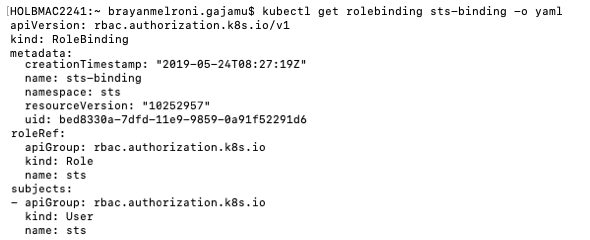 [HOLBMAC2241:~ brayanmelroni.gajamu$ kubectl get rolebinding sts-binding -o yaml
apiVersion: rbac.authorization.k8s.io/v1
kind: RoleBinding
metadata:
  creationTimestamp: "2019-05-24T08:27:19Z"
  name: sts-binding
  namespace: sts
  resourceVersion: "10252957"
  uid: bed8330a-7dfd-11e9-9859-0a91f52291d6
roleRef:
  apiGroup: rbac.authorization.k8s.io
  kind: Role
  name: sts
subjects:
- apiGroup: rbac.authorization.k8s.io
  kind: User
  name: sts